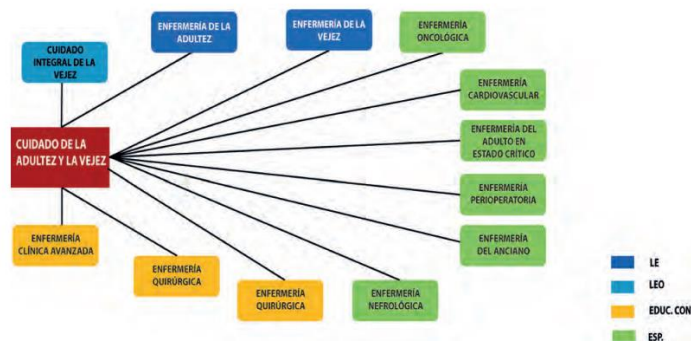 ENFERMERÍA DE LA
ADULTEZ
ENFERMERÍA DE LA
VEJEZ
ENFERMERÍA
ONCOLÓGICA
CUIDADO
INTEGRAL DE LA
VEJEZ
ENFERMERÍA
CARDIOVASCULAR
CUIDADO DE LA
ADULTEZ Y LA VEJEZ
ENFERMERÍA DEL
ADULTO EN
ESTADO CRÍTICO
ENFERMERÍA
PERIOPERATORIA
ENFERMERÍA
CLÍNICA AVANZADA
ENFERMERÍA
DEL ANCIANO
ENFERMERÍA
QUIRÚRGICA
ENFERMERÍA
QUIRÚRGICA
ENFERMERÍA
NEFROLÓGICA
LE
LEO
EDUC. CON
ESP.